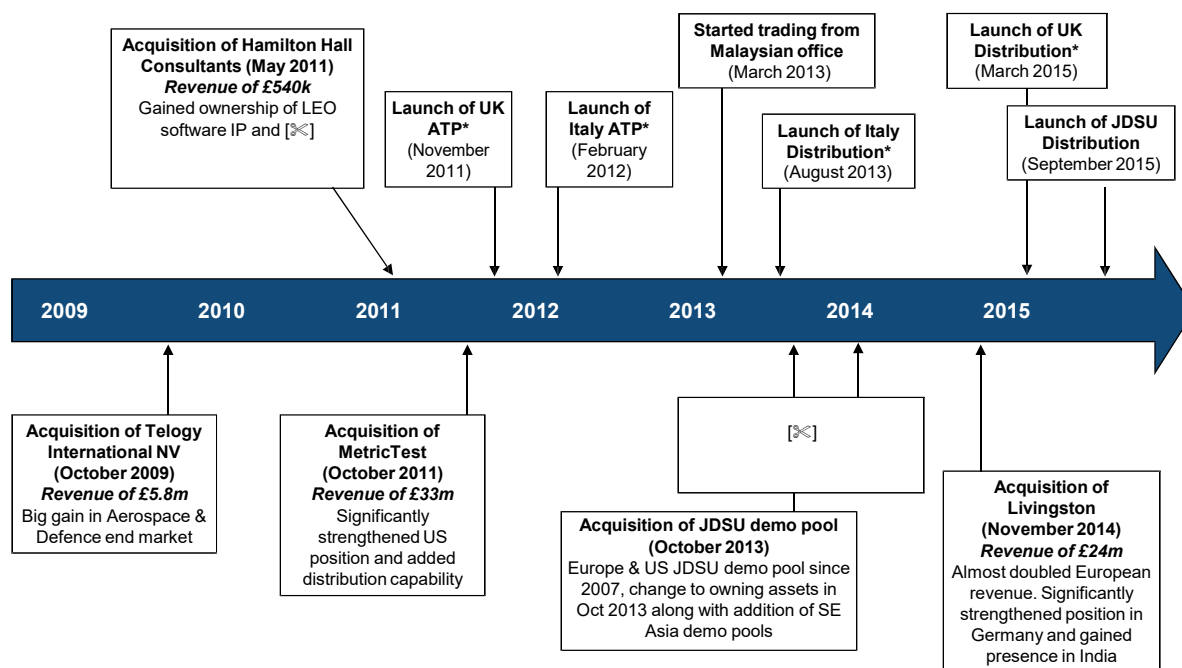 Acquisition of Hamilton Hall
Consultants (May 2011)
Revenue of £540k
Gained ownership of LEO
software IP and [✂]
Launch of UK
ATP*
(November
2011)
Launch of
Italy ATP*
(February
2012)
Started trading from
Malaysian office
(March 2013)
Launch of Italy
Distribution*
(August 2013)
Launch of UK
Distribution*
(March 2015)
Launch of JDSU
Distribution
(September 2015)
2009 2010 2011 2012 2013 2014 2015
Acquisition of Telogy
International NV
(October 2009)
Revenue of £5.8m
Big gain in Aerospace &
Defence end market
Acquisition of
MetricTest
(October 2011)
Revenue of £33m
Significantly
strengthened US
position and added
distribution capability
[✂]
Acquisition of JDSU demo pool
(October 2013)
Europe & US JDSU demo pool since
2007, change to owning assets in
Oct 2013 along with addition of SE
Asia demo pools
Acquisition of
Livingston
(November 2014)
Revenue of £24m
Almost doubled European
revenue. Significantly
strengthened position in
Germany and gained
presence in India